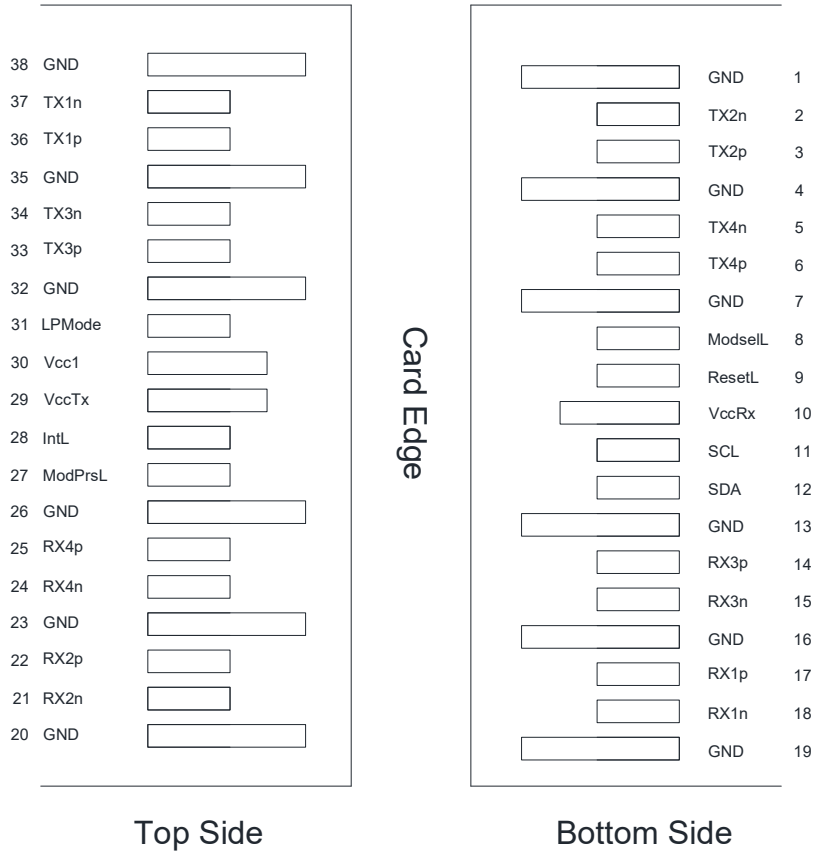 38 GND
37 TX1n
36 TX1p
35 GND
34 TX3n
33 TX3p
32 GND
31 LPMode
30 Vcc1
29 VccTx
28 IntL
27 ModPrsL
26 GND
25 RX4p
24 RX4n
23 GND
22 RX2p
21 RX2n
20 GND
Top Side
Card Edge
GND 1
TX2n 2
TX2p 3
GND 4
TX4n 5
TX4p 6
GND 7
ModselL 8
ResetL 9
VccRx 10
SCL 11
SDA 12
GND 13
RX3p 14
RX3n 15
GND 16
RX1p 17
RX1n 18
GND 19
Bottom Side